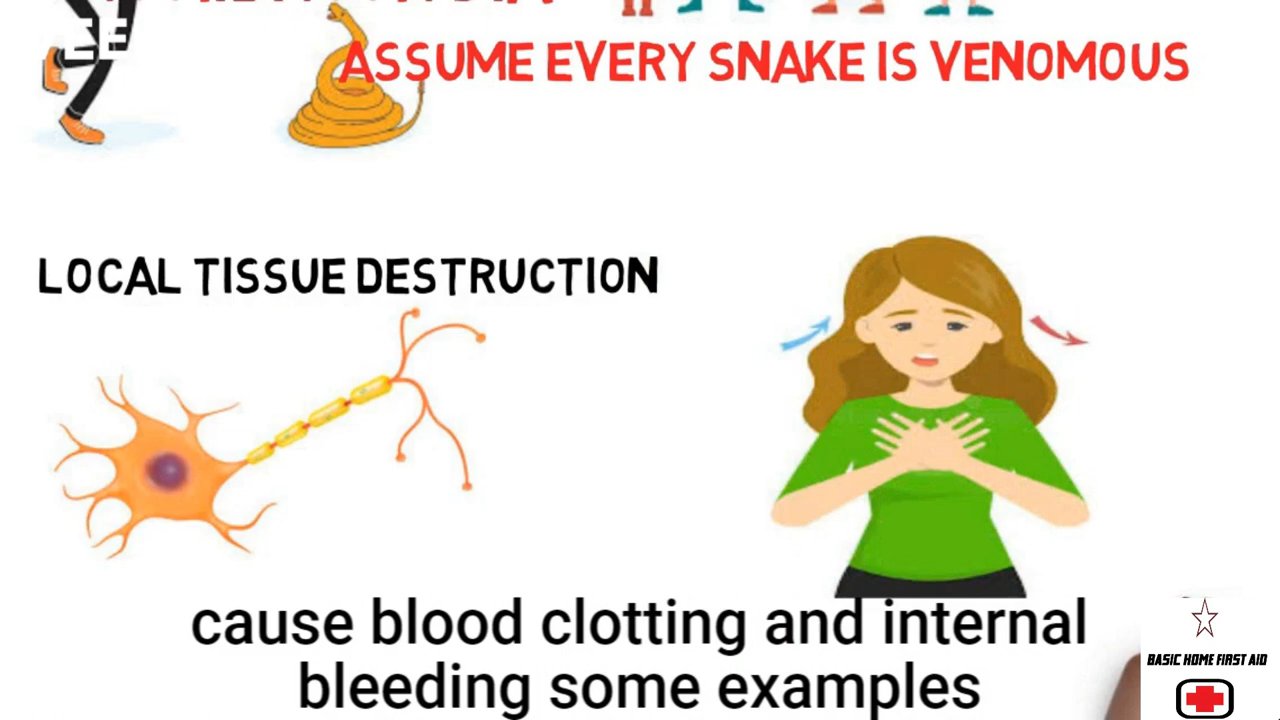 EE
ASSUME EVERY SNAKE IS VENOMOUS
LOCAL TISSUE DESTRUCTION
cause blood clotting and internal
bleeding some examples
BASIC HOME FIRST AID